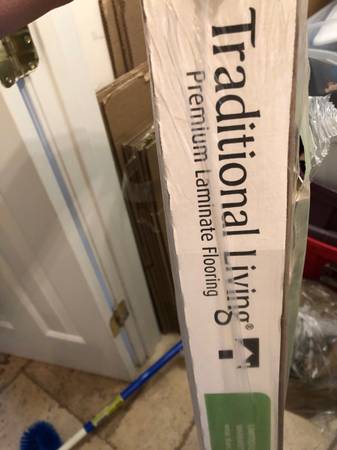 Traditional Living®
Premium Laminate Flooring